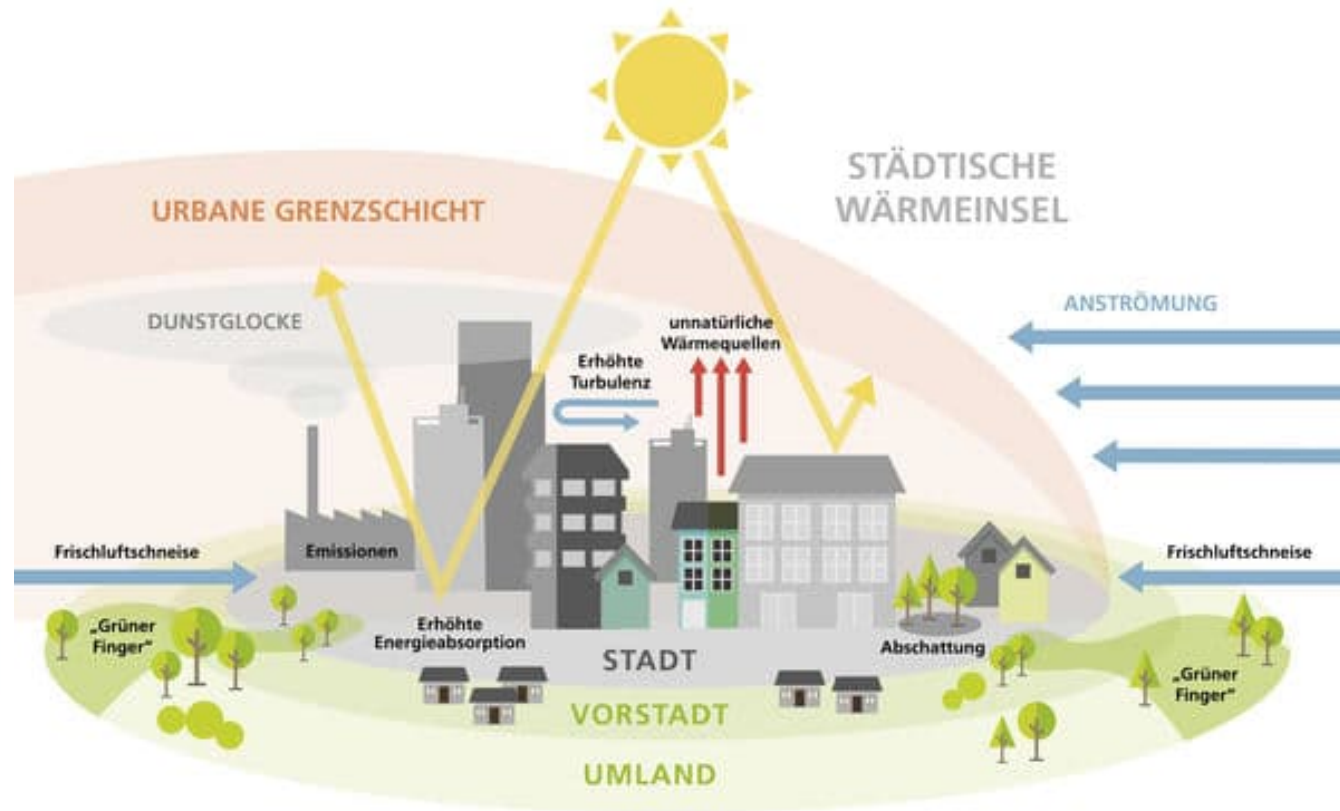 STÄDTISCHE
WÄRMEINSEL
URBANE GRENZSCHICHT
DUNSTGLOCKE
ANSTRÖMUNG
unnatürliche
Wärmequellen
Erhöhte
Turbulenz
Frischluftschneise
Emissionen
Frischluftschneise
„Grüner
Finger“
Erhöhte
Energieabsorption
Abschattung
„Grüner
Finger“
STADT
VORSTADT
UMLAND